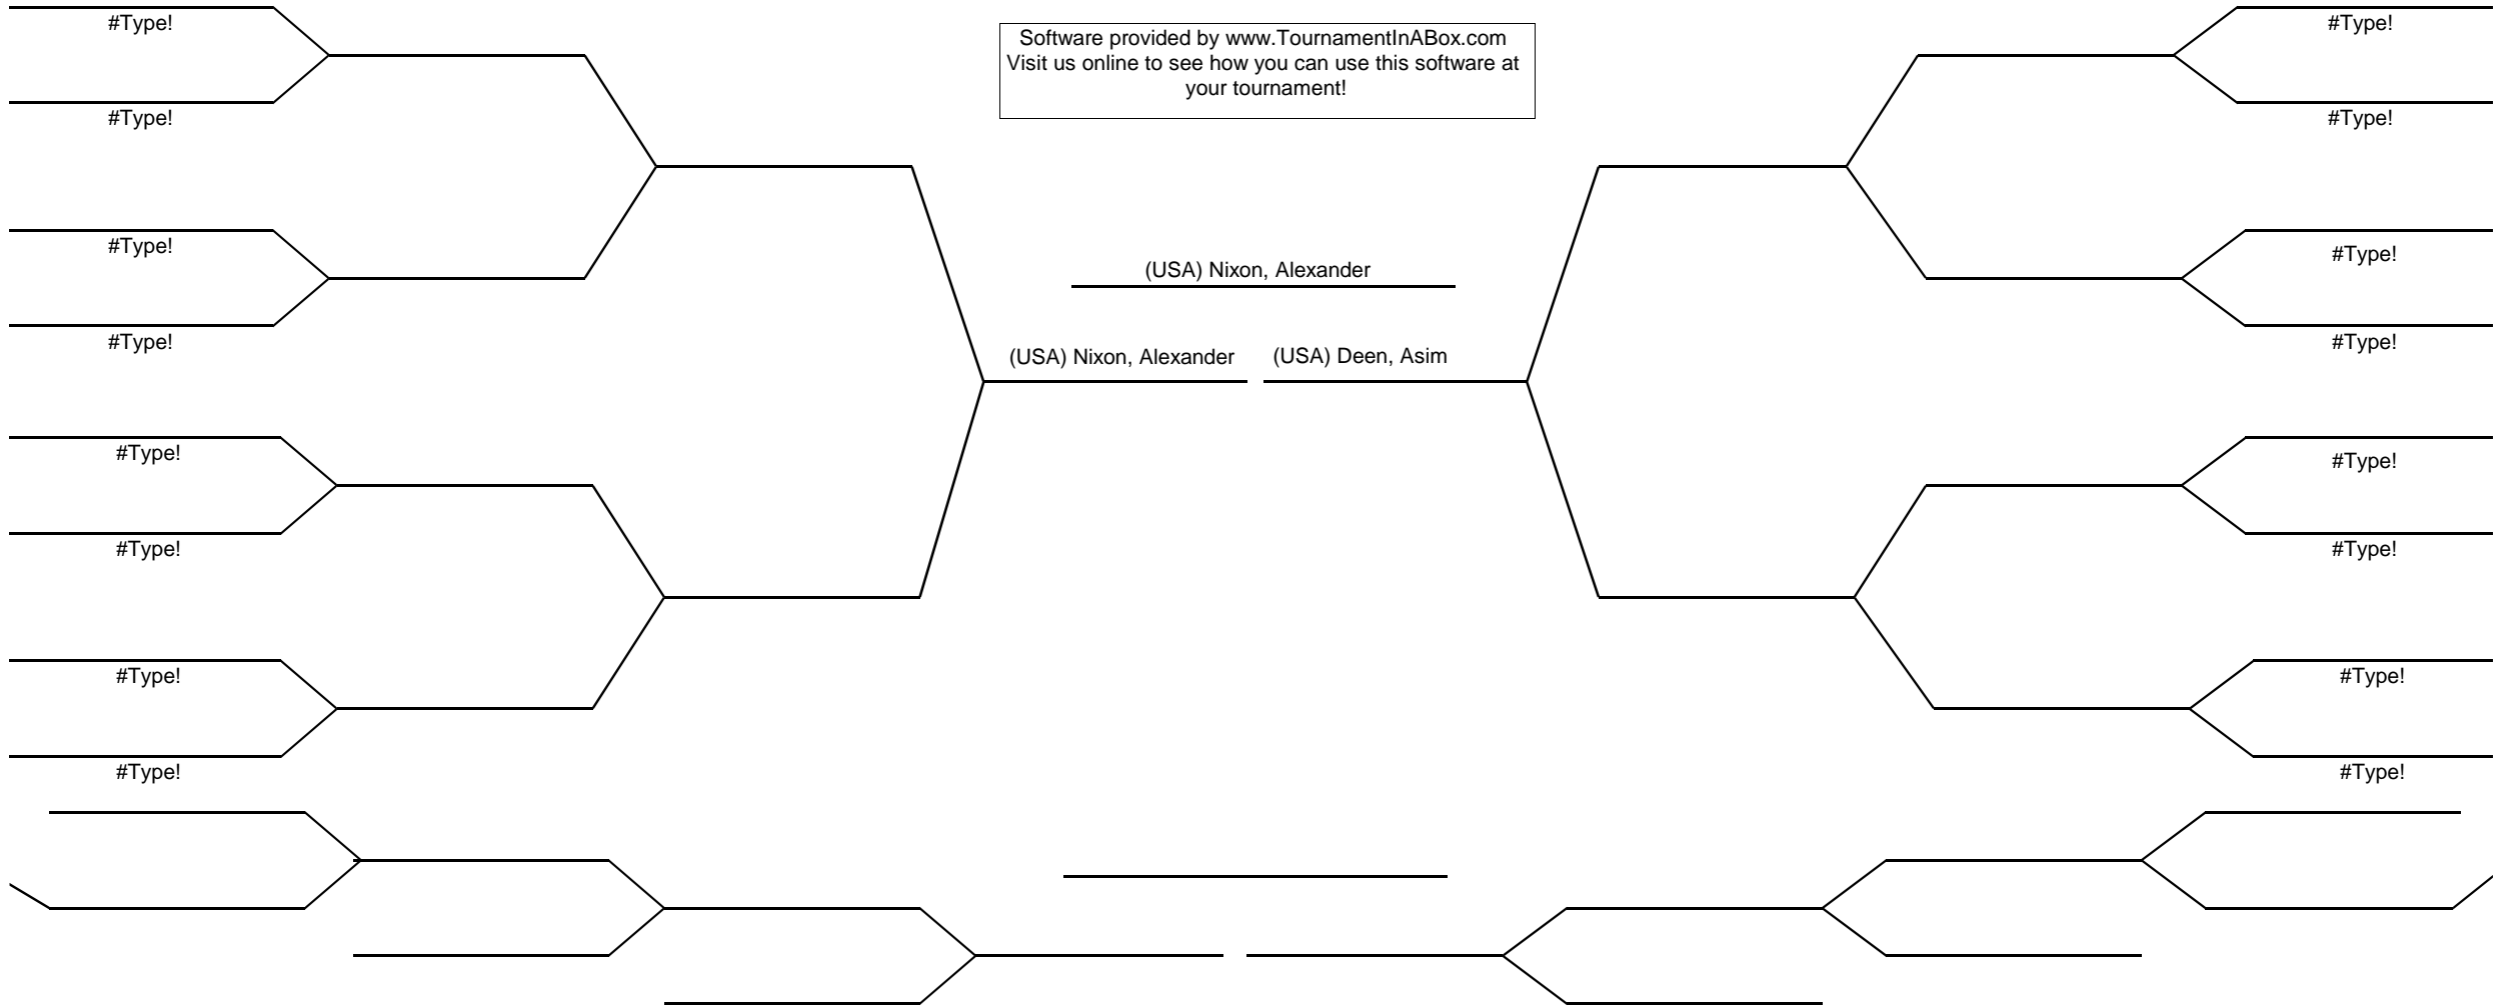 #Type!
#Type!
Software provided by www.TournamentInABox.com
Visit us online to see how you can use this software at
your tournament!
#Type!
#Type!
#Type!
#Type!
(USA) Nixon, Alexander
#Type!
#Type!
(USA) Nixon, Alexander
(USA) Deen, Asim
#Type!
#Type!
#Type!
#Type!
#Type!
#Type!
#Type!
#Type!